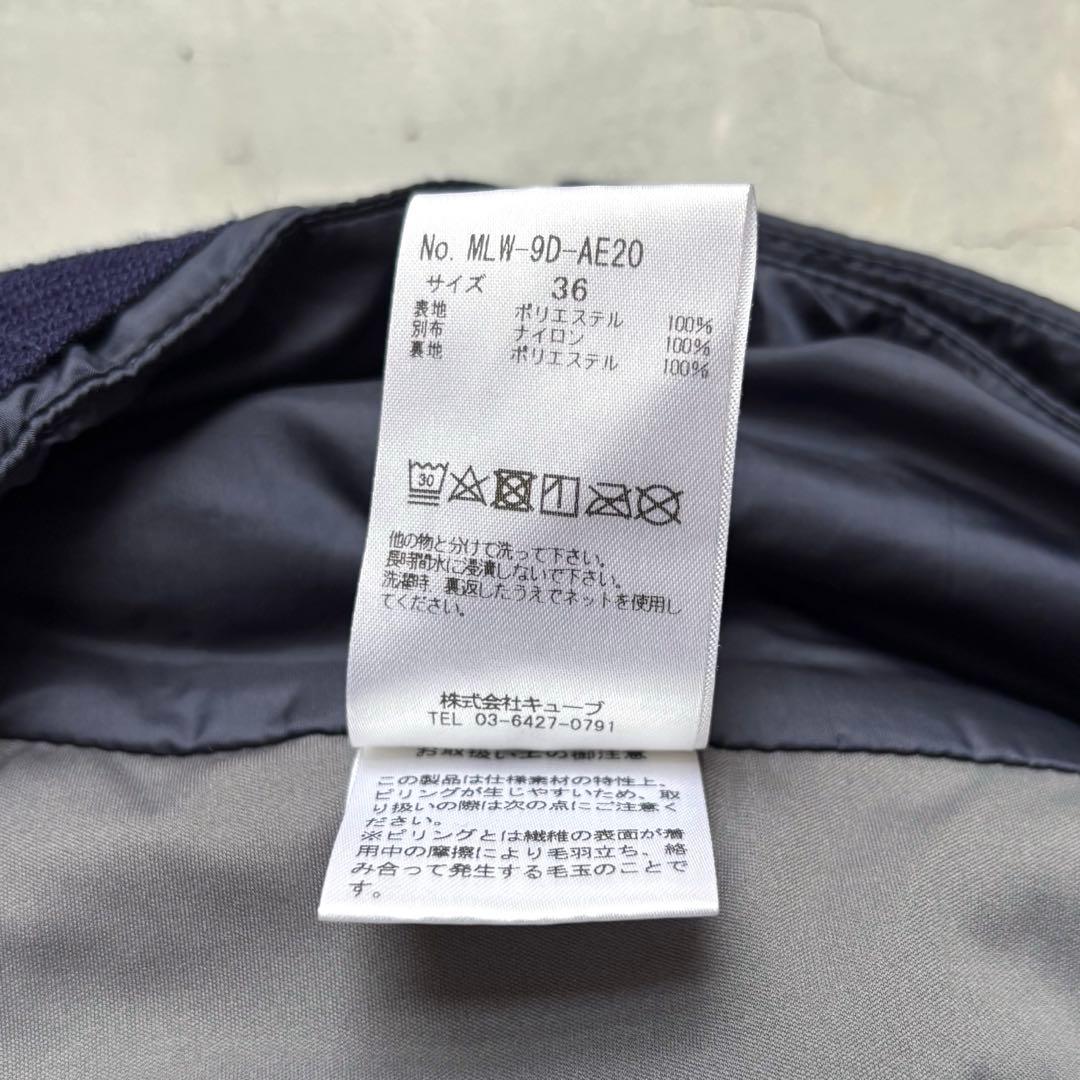 No. MLW-9D-AE20
サイズ 36
表地 ポリエステル 100%
別布 ナイロン 100%
裏地 ポリエステル 100%
30
他の物と分けて洗って下さい。
長時間水に浸漬しないで下さい。
洗濯時、裏返したうえでネットを使用し
てください。
株式会社キューブ
TEL 03-6427-0791
お取扱い上の御注意
この製品は仕様素材の特性上、
ピリングが生じやすいため、取
り扱いの際は次の点にご注意く
ださい。
※ピリングとは繊維の表面が着
用中の摩擦により毛羽立ち、絡
み合って発生する毛玉のことで
す。